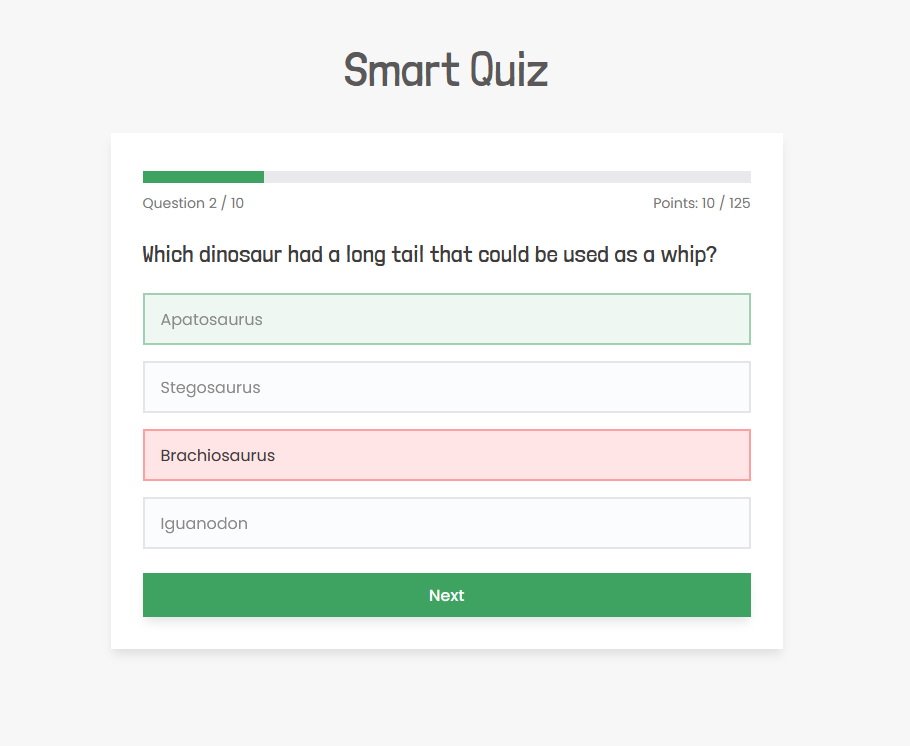 Smart Quiz
Question 2 / 10
Points: 10 / 125
Which dinosaur had a long tail that could be used as a whip?
Apatosaurus
Stegosaurus
Brachiosaurus
Iguanodon
Next